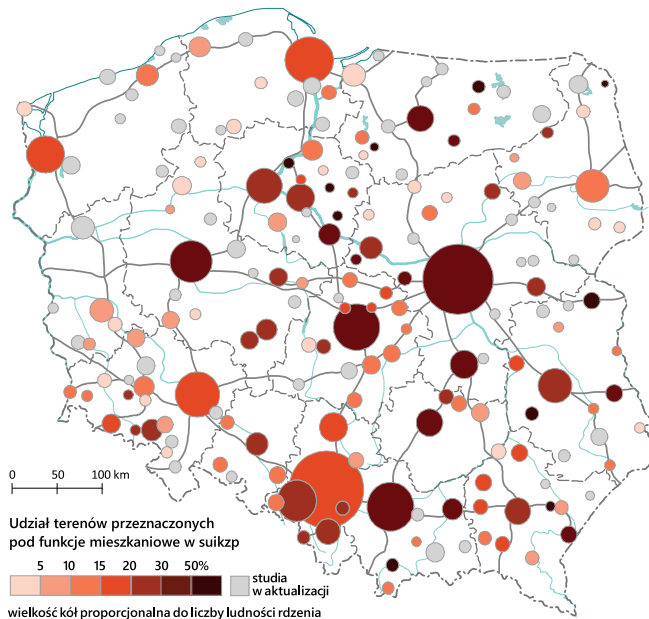 0 50 100 km
Udział terenów przeznaczonych
pod funkcje mieszkaniowe w suikzp
5 10 15 20 30 50%
studia
w aktualizacji
wielkość kół proporcjonalna do liczby ludności rdzenia